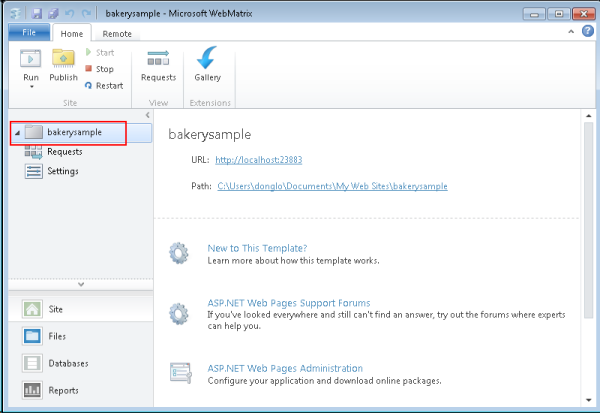 bakerysample - Microsoft WebMatrix
File Home Remote
Run
Publish
Start
Stop
Restart
Site
Requests
View
Gallery
Extensions
bakerysample
Requests
Settings
Site
Files
Databases
Reports
bakerysample
URL: http://localhost:23883
Path: C:\Users\donglo\Documents\My Web Sites\bakerysample
New to This Template?
Learn more about how this template works.
ASP.NET Web Pages Support Forums
If you've looked everywhere and still can't find an answer, try out the forums where experts
can help you.
ASP.NET Web Pages Administration
Configure your application and download online packages.